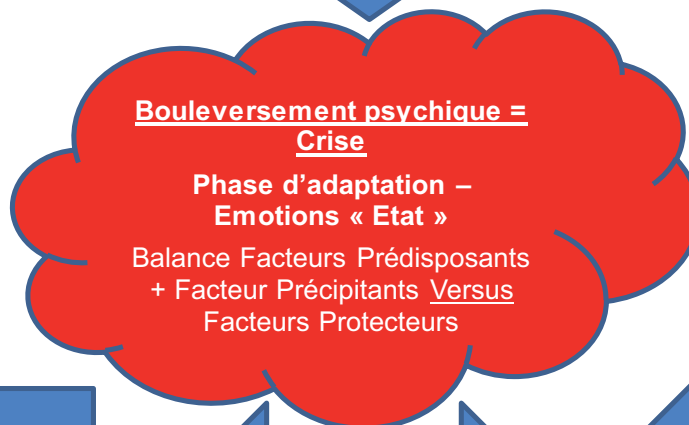 Bouleversement psychique =
Crise
Phase d’adaptation –
Emotions « Etat »
Balance Facteurs Prédisposants
+ Facteur Précipitants Versus
Facteurs Protecteurs